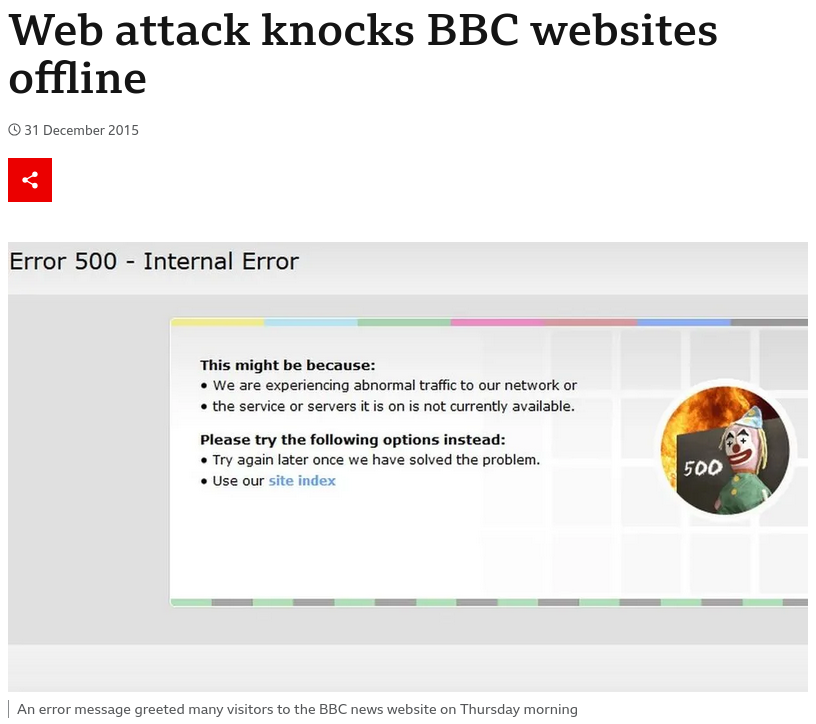 Web attack knocks BBC websites
offline
31 December 2015
Error 500 - Internal Error
This might be because:
• We are experiencing abnormal traffic to our network or
• the service or servers it is on is not currently available.
Please try the following options instead:
• Try again later once we have solved the problem.
• Use our site index
500
An error message greeted many visitors to the BBC news website on Thursday morning